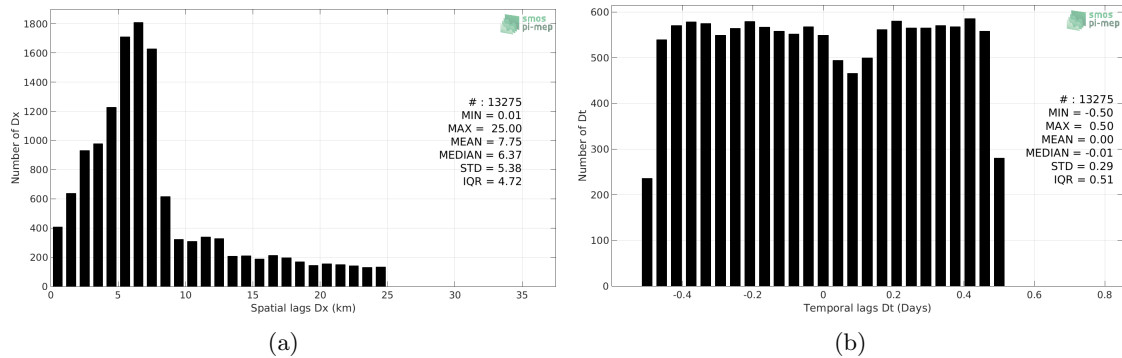 1800
1600
1400
1200
1000
800
600
400
200
0
Number of Dx
0 5 10 15 20 25 30 35
Spatial lags Dx (km)
smos
pi-mep
# : 13275
MIN = 0.01
MAX = 25.00
MEAN = 7.75
MEDIAN = 6.37
STD = 5.38
IQR = 4.72
(a)
600
500
400
300
200
100
0
Number of Dt
-0.4 -0.2 0 0.2 0.4 0.6 0.8
Temporal lags Dt (Days)
smos
pi-mep
# : 13275
MIN = -0.50
MAX = 0.50
MEAN = 0.00
MEDIAN = -0.01
STD = 0.29
IQR = 0.51
(b)